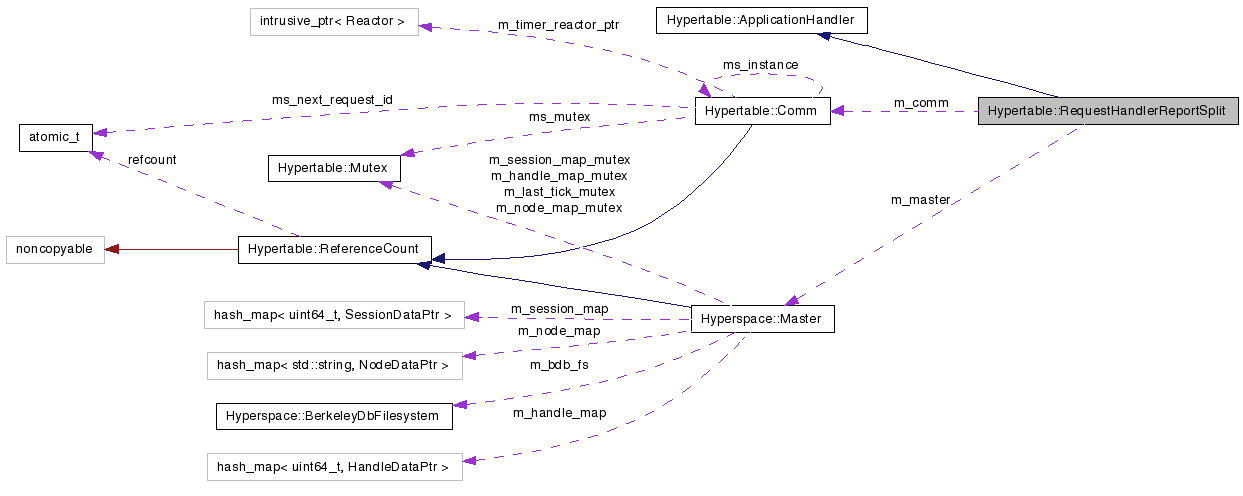 intrusive_ptr< Reactor >
m_timer_reactor_ptr
Hypertable::ApplicationHandler
ms_instance
ms_next_request_id
Hypertable::Comm
m_comm
Hypertable::RequestHandlerReportSplit
ms_mutex
atomic_t
refcount
Hypertable::Mutex
m_session_map_mutex
m_handle_map_mutex
m_last_tick_mutex
m_node_map_mutex
m_master
noncopyable
Hypertable::ReferenceCount
hash_map< uint64_t, SessionDataPtr >
m_session_map
Hyperspace::Master
m_node_map
hash_map< std::string, NodeDataPtr >
m_bdb_fs
Hyperspace::BerkeleyDbFilesystem
m_handle_map
hash_map< uint64_t, HandleDataPtr >